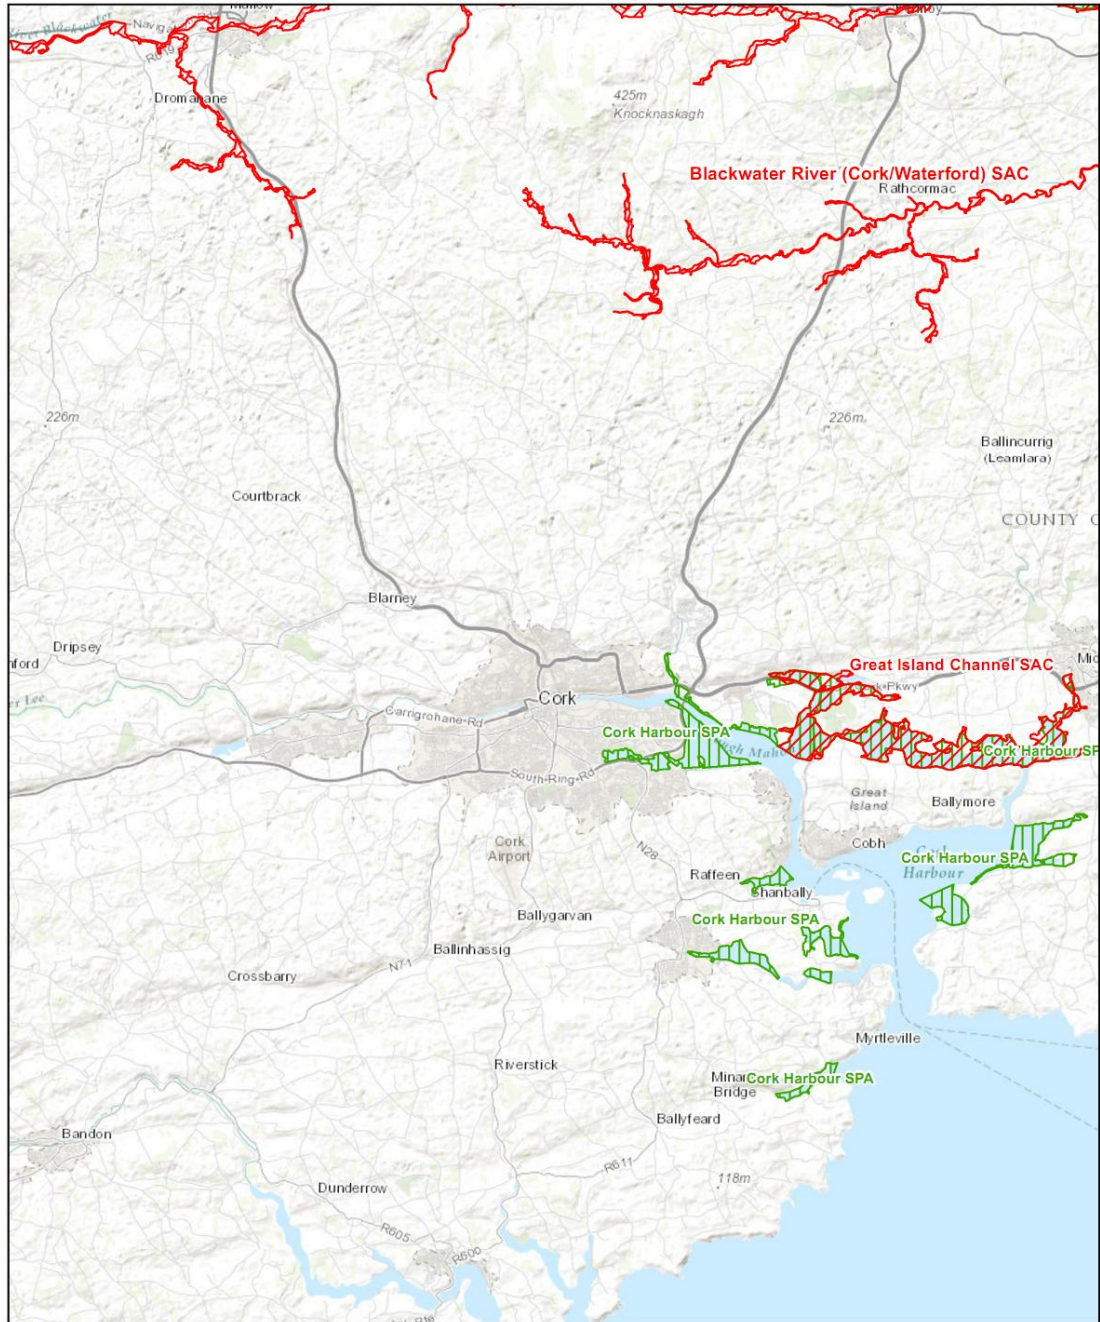 River Blackwater
R619
Dromahane
425m
Knocknaskagh
Blackwater River (Cork/Waterford) SAC
Rathcormac
226m
226m
Ballincurrig
(Leamlara)
Courtbrack
COUNTY
Blarney
Dripsey
Great Island Channel SAC
Cork
Carrigrohane-Rd
Cork Harbour SPA
South-Ring-Rd
Great
Island
Ballymore
Cork
Airport
N28
Cobh
Cork Harbour SPA
Cork
Harbour
Raffeen
Shanbally
Ballygarvan
Cork Harbour SPA
Ballinhassig
N71
Crossbarry
Myrtleville
Riverstick
Cork Harbour SPA
Bridge
Ballyfeard
Bandon
R611
118m
Dunderrow
R605
R600